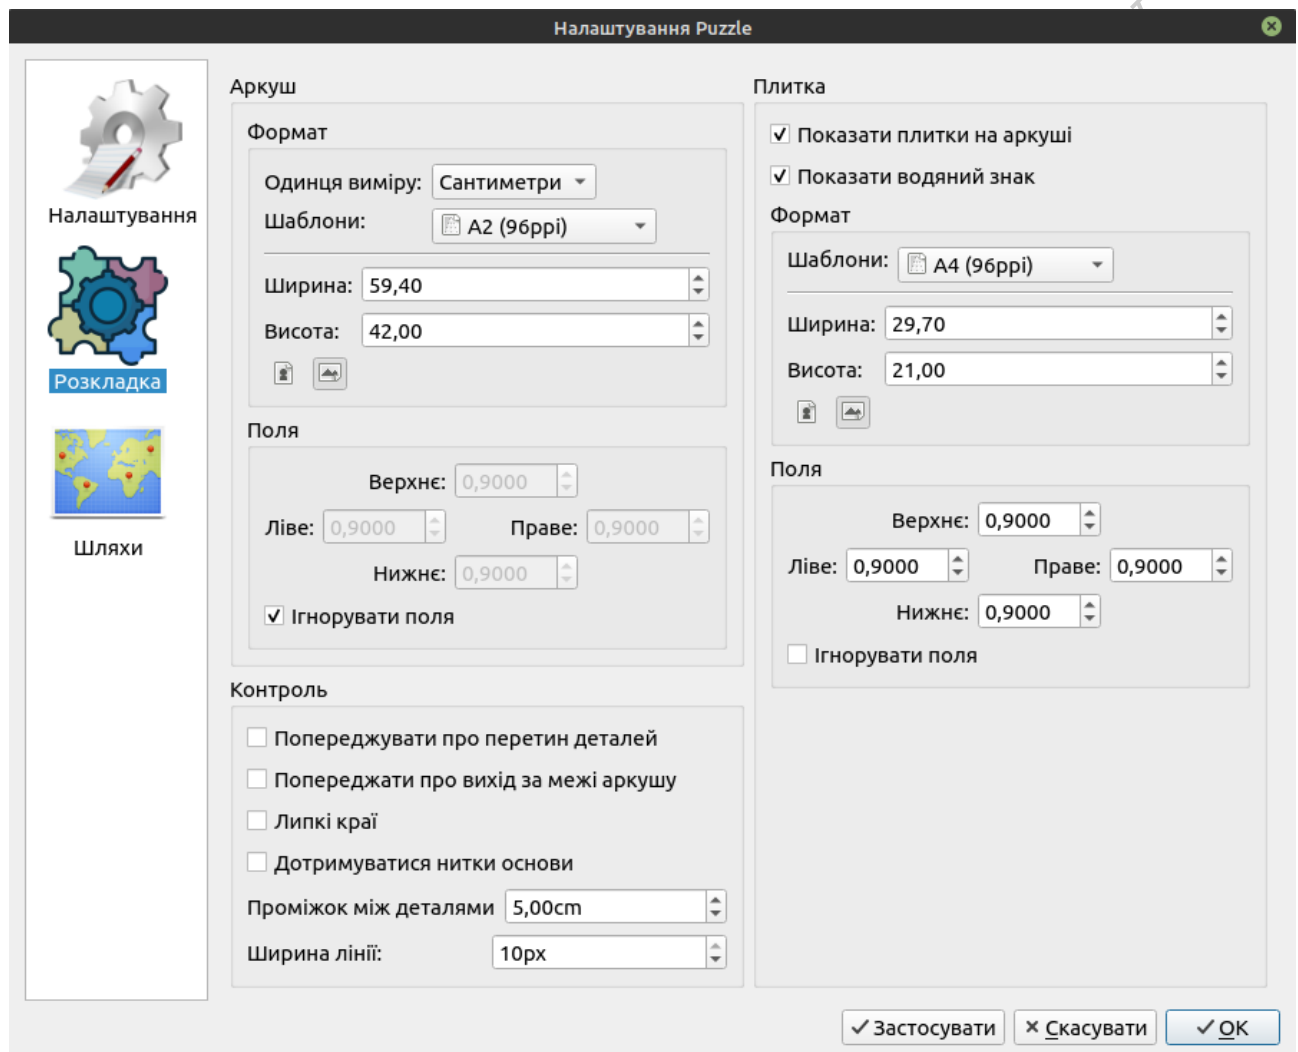 Налаштування Puzzle
Налаштування
Розкладка
Шляхи
Аркуш
Формат
Одинця виміру: Сантиметри
Шаблони: A2 (96ppi)
Ширина: 59,40
Висота: 42,00
Поля
Верхнє: 0,9000
Ліве: 0,9000 Праве: 0,9000
Нижнє: 0,9000
Ігнорувати поля
Контроль
Попереджувати про перетин деталей
Попереджати про вихід за межі аркушу
Липкі краї
Дотримуватися нитки основи
Проміжок між деталями 5,00cm
Ширина лінії: 10px
Плитка
Показати плитки на аркуші
Показати водяний знак
Формат
Шаблони: A4 (96ppi)
Ширина: 29,70
Висота: 21,00
Поля
Верхнє: 0,9000
Ліве: 0,9000 Праве: 0,9000
Нижнє: 0,9000
Ігнорувати поля
Застосувати Скасувати OK